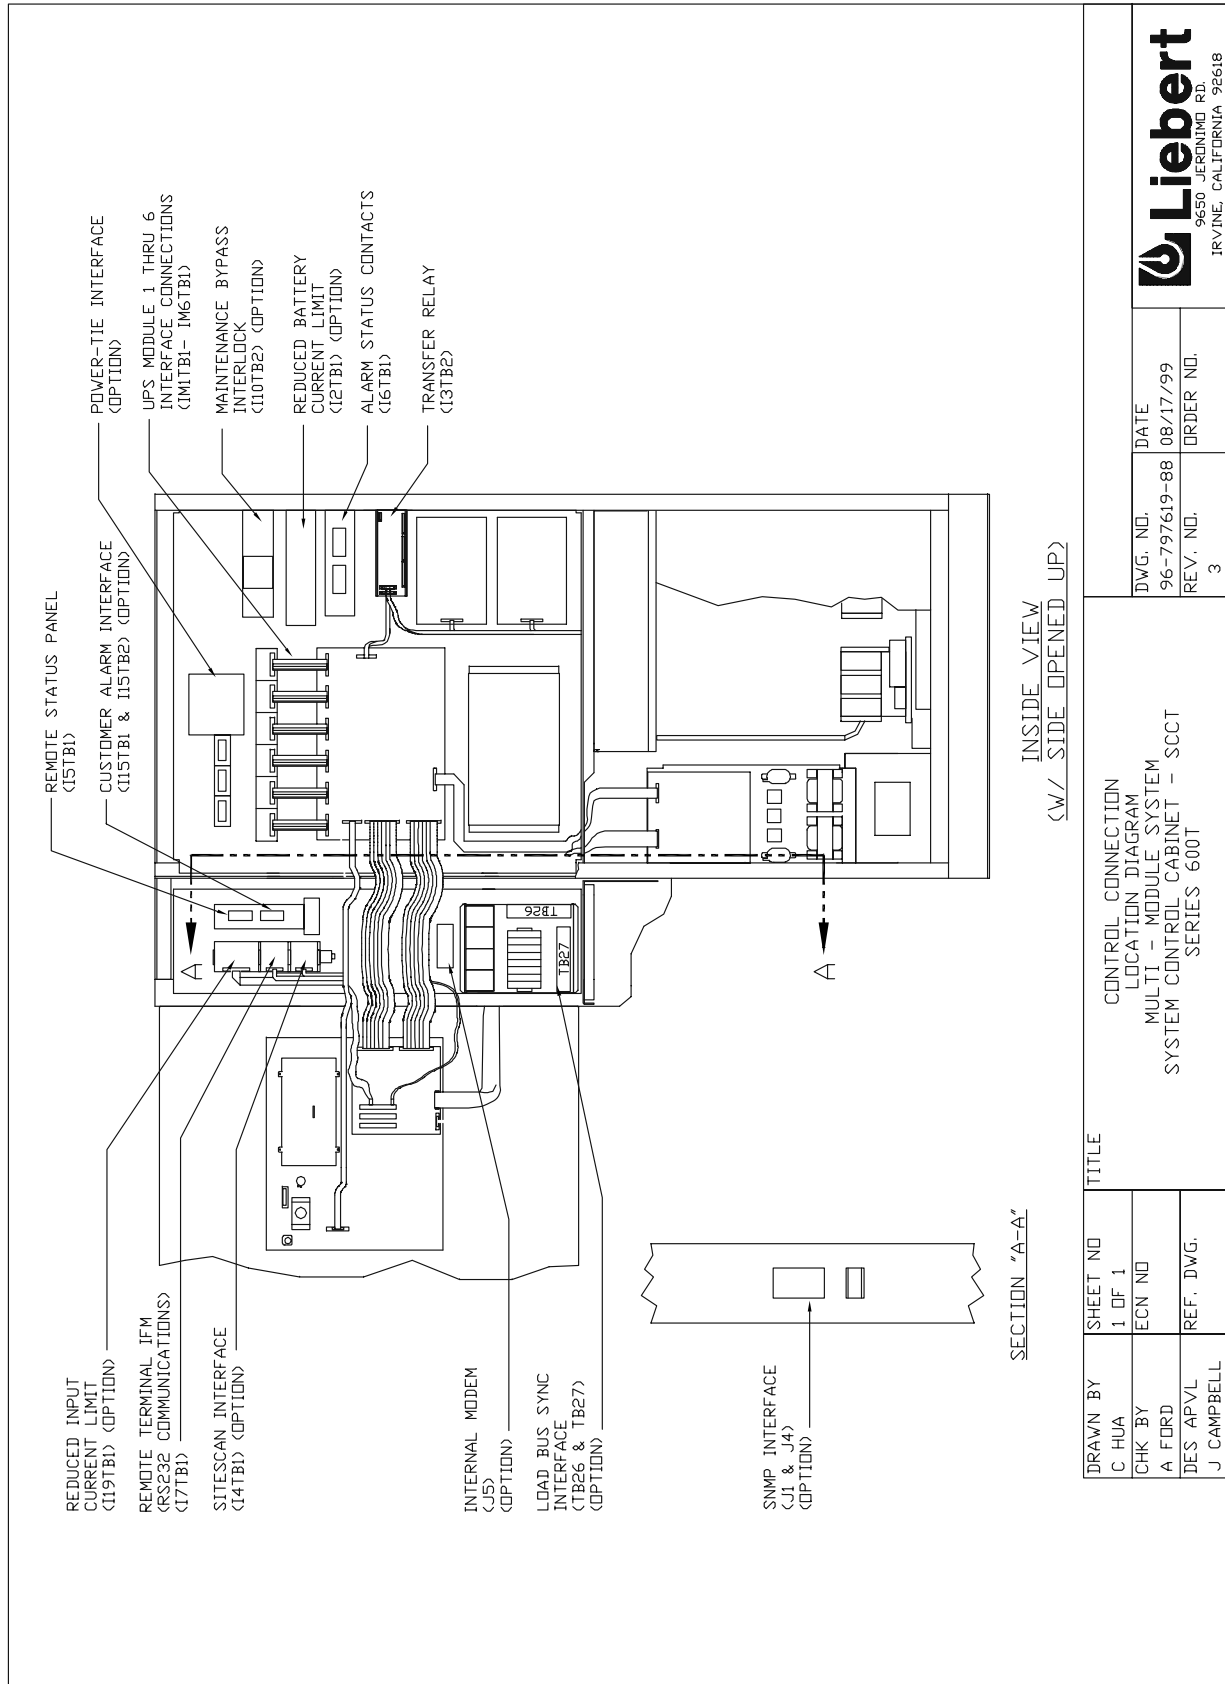 REDUCED INPUT
CURRENT LIMIT
(I19TB1) (OPTION)
REMOTE TERMINAL IFM
(RS232 COMMUNICATIONS)
(I7TB1)
SITESCAN INTERFACE
(I4TB1) (OPTION)
INTERNAL MODEM
(J5)
(OPTION)
LOAD BUS SYNC
INTERFACE
(TB26 & TB27)
(OPTION)
SNMP INTERFACE
(J1 & J4)
(OPTION)
REMOTE STATUS PANEL
(I5TB1)
CUSTOMER ALARM INTERFACE
(I15TB1 & I15TB2) (OPTION)
POWER-TIE INTERFACE
(OPTION)
UPS MODULE 1 THRU 6
INTERFACE CONNECTIONS
(IM1TB1- IM6TB1)
MAINTENANCE BYPASS
INTERLOCK
(I10TB2) (OPTION)
REDUCED BATTERY
CURRENT LIMIT
(I2TB1) (OPTION)
ALARM STATUS CONTACTS
(I6TB1)
TRANSFER RELAY
(I3TB2)
A
A
TB26
TB27
SECTION "A-A"
INSIDE VIEW
(W/ SIDE OPENED UP)
DRAWN BY
C HUA
CHK BY
A FORD
DES APVL
J CAMPBELL
SHEET NO
1 OF 1
ECN NO
REF. DWG.
TITLE
CONTROL CONNECTION
LOCATION DIAGRAM
MULTI - MODULE SYSTEM
SYSTEM CONTROL CABINET - SCCT
SERIES 600T
DWG. NO.
96-797619-88
REV. NO.
3
DATE
08/17/99
ORDER NO.
Liebert
9650 JERONIMO RD.
IRVINE, CALIFORNIA 92618